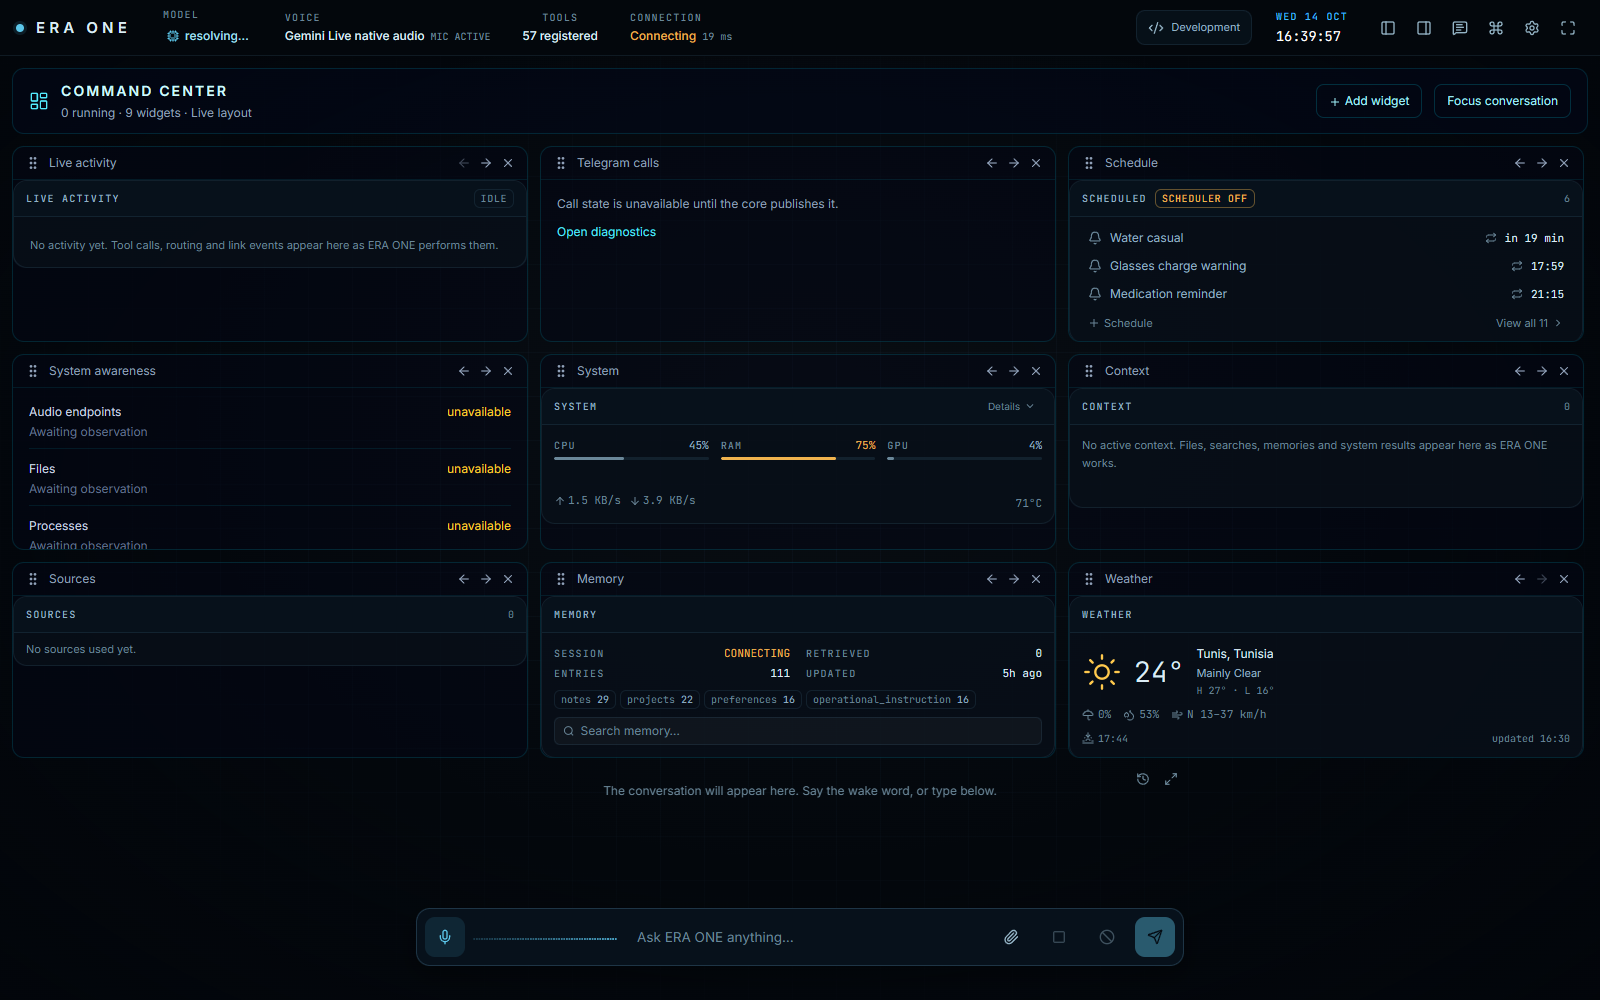 ERA ONE
MODEL
resolving...
VOICE
Gemini Live native audio MIC ACTIVE
TOOLS
57 registered
CONNECTION
Connecting 19 ms
Development
WED 14 OCT
16:39:57
COMMAND CENTER
0 running · 9 widgets · Live layout
Add widget
Focus conversation
Live activity
LIVE ACTIVITY
IDLE
No activity yet. Tool calls, routing and link events appear here as ERA ONE performs them.
Telegram calls
Call state is unavailable until the core publishes it.
Open diagnostics
Schedule
SCHEDULED SCHEDULER OFF 6
Water casual in 19 min
Glasses charge warning 17:59
Medication reminder 21:15
+ Schedule View all 11
System awareness
Audio endpoints unavailable
Awaiting observation
Files unavailable
Awaiting observation
Processes unavailable
Awaiting observation
System
SYSTEM Details
CPU 45% RAM 75% GPU 4%
1.5 KB/s 3.9 KB/s 71°C
Context
CONTEXT 0
No active context. Files, searches, memories and system results appear here as ERA ONE
works.
Sources
SOURCES 0
No sources used yet.
Memory
MEMORY
SESSION CONNECTING RETRIEVED 0
ENTRIES 111 UPDATED 5h ago
notes 29 projects 22 preferences 16 operational_instruction 16
Search memory...
Weather
WEATHER
24°
Tunis, Tunisia
Mainly Clear
H 27° · L 16°
0% 53% N 13-37 km/h
17:44 updated 16:30
The conversation will appear here. Say the wake word, or type below.
Ask ERA ONE anything...